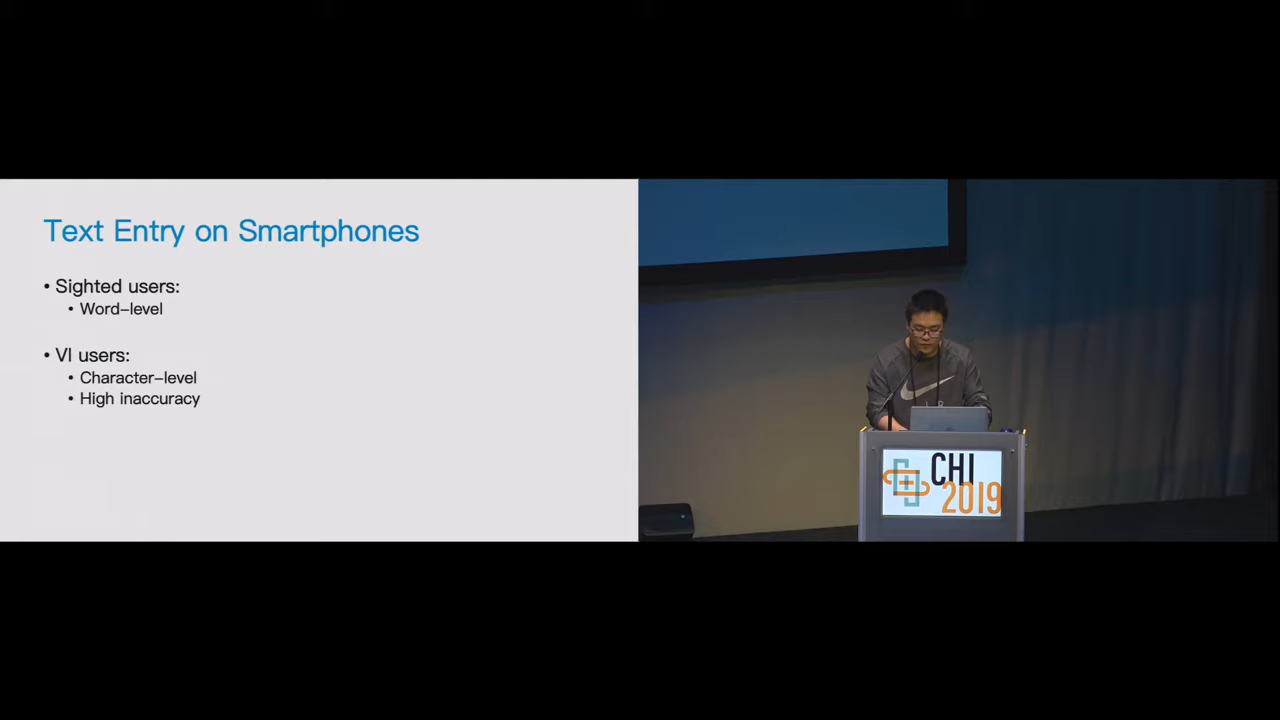 Text Entry on Smartphones
• Sighted users:
• Word-level
• VI users:
• Character-level
• High inaccuracy
CHI
2019